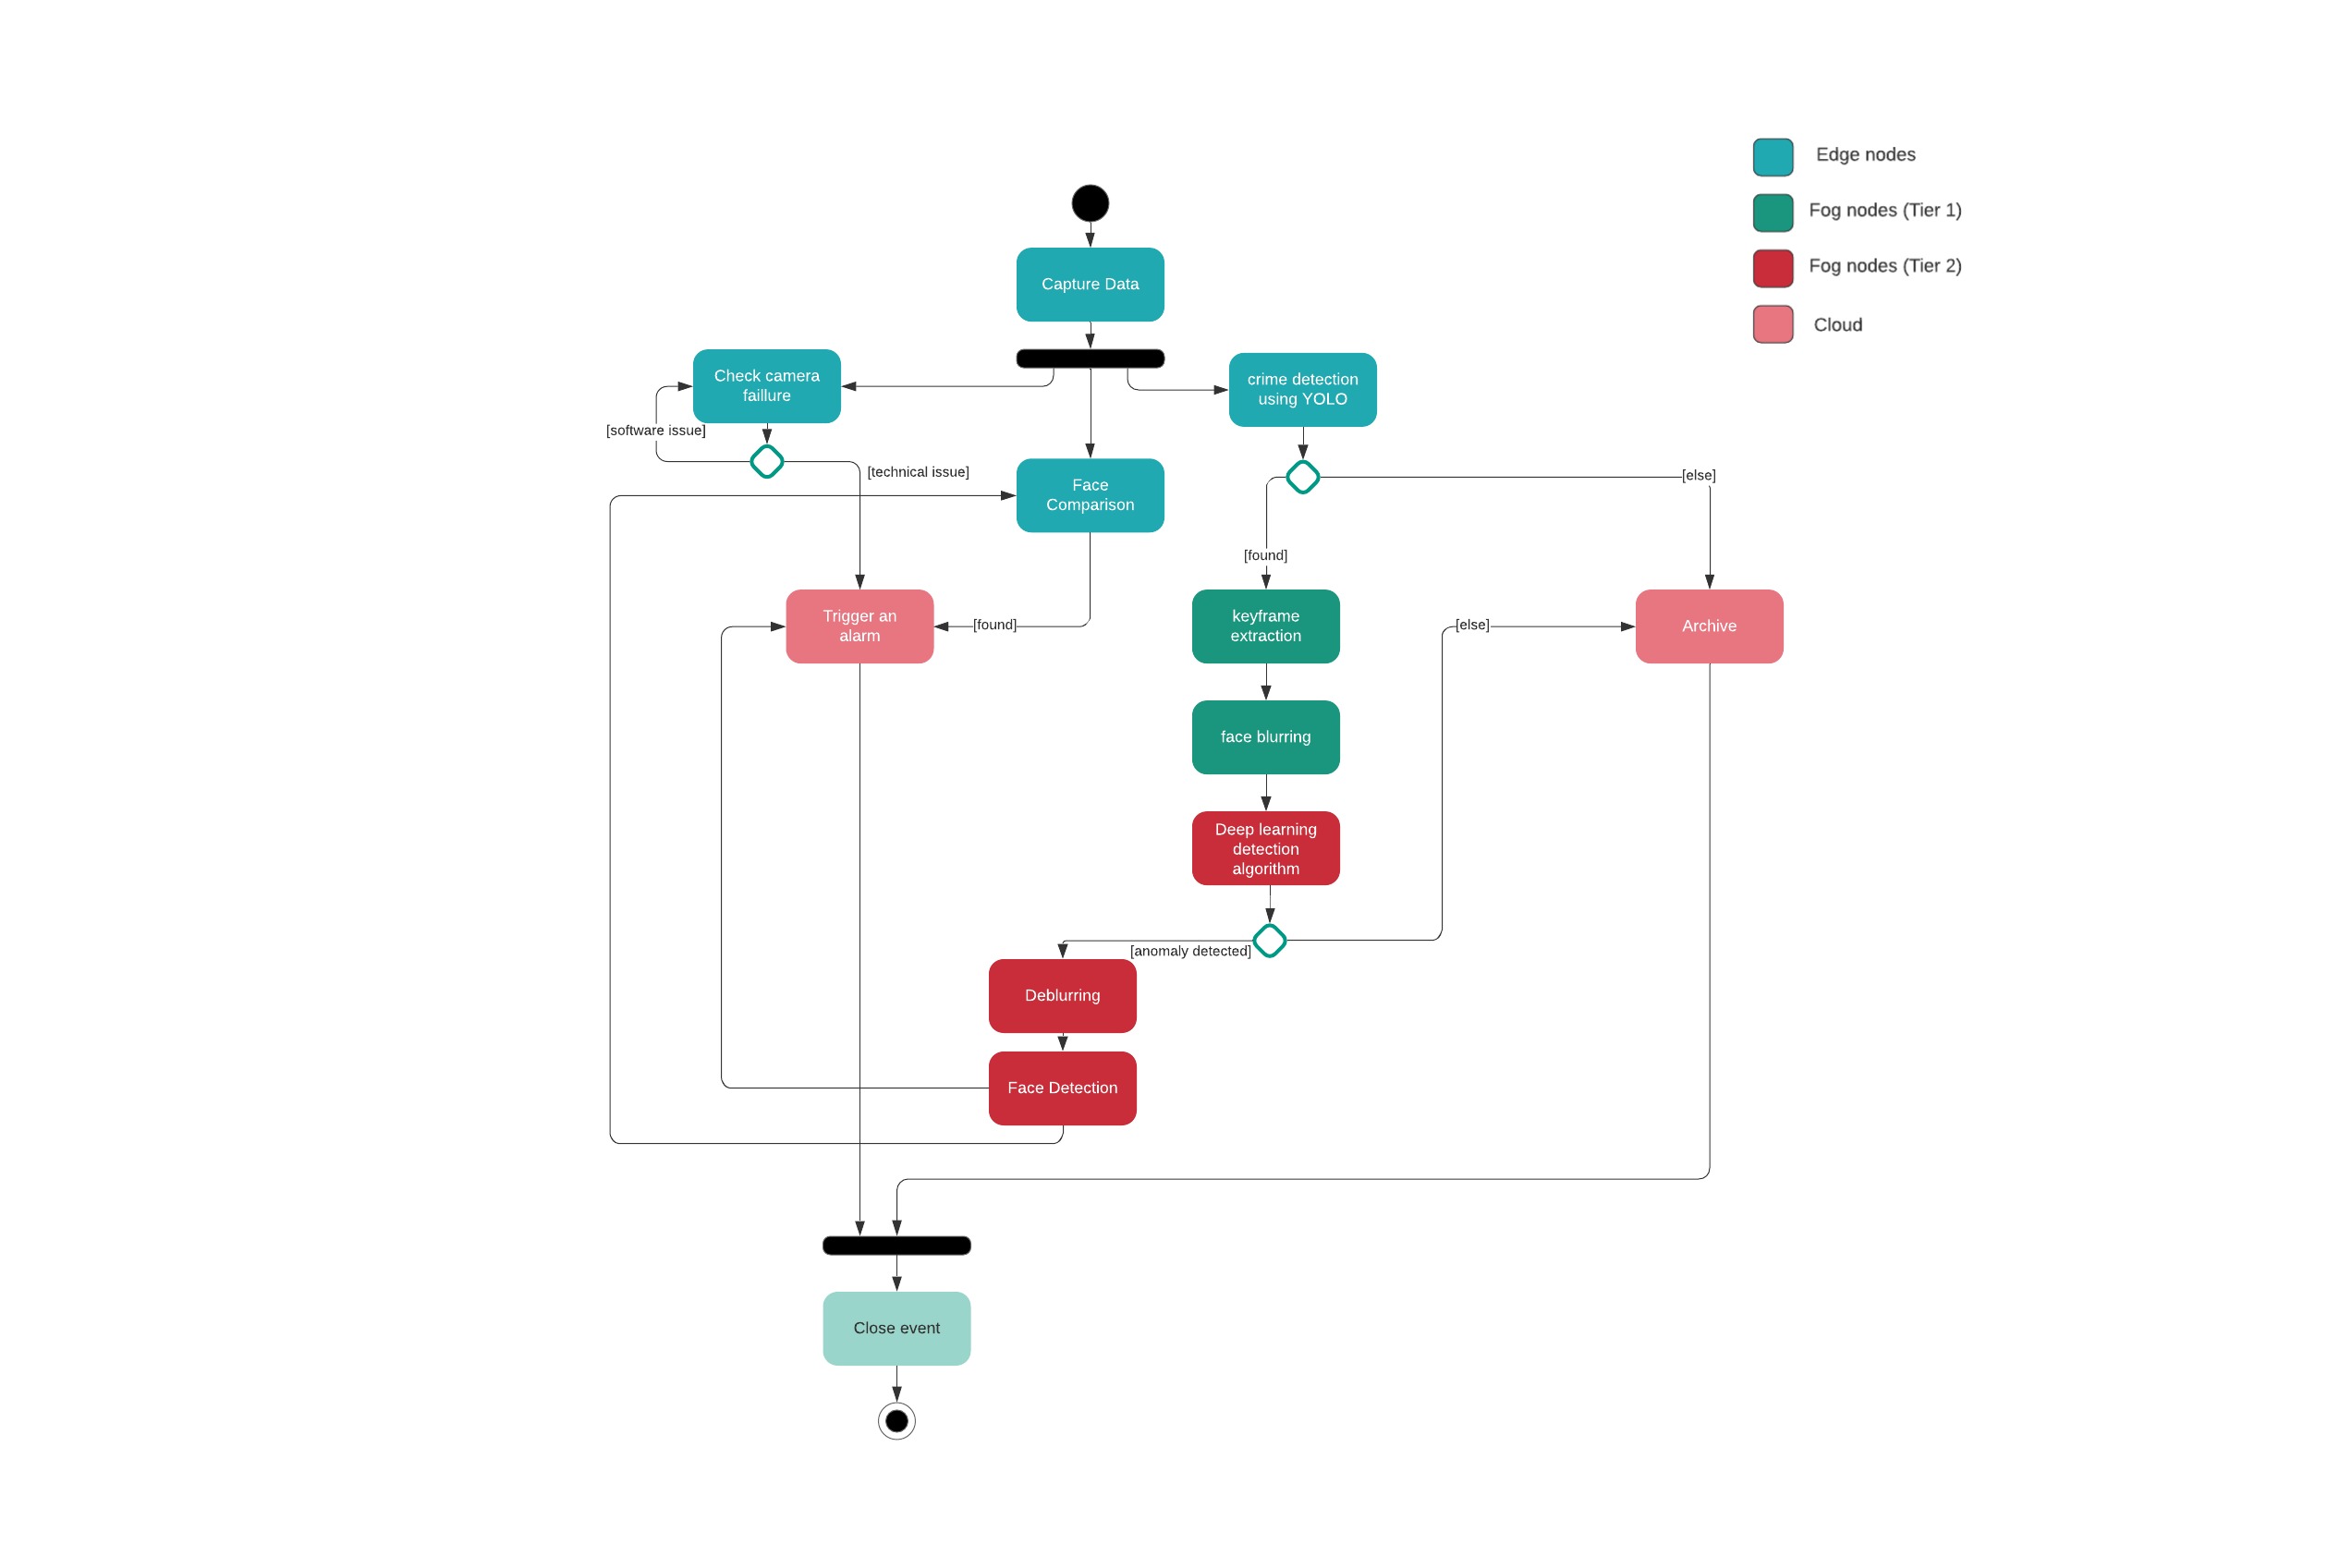 Edge nodes
Fog nodes (Tier 1)
Fog nodes (Tier 2)
Cloud
Capture Data
Check camera
faillure
crime detection
using YOLO
[software issue]
[technical issue]
Face
Comparison
[else]
[found]
Trigger an
alarm
[found]
keyframe
extraction
[else]
Archive
face blurring
Deep learning
detection
algorithm
[anomaly detected]
Deblurring
Face Detection
Close event